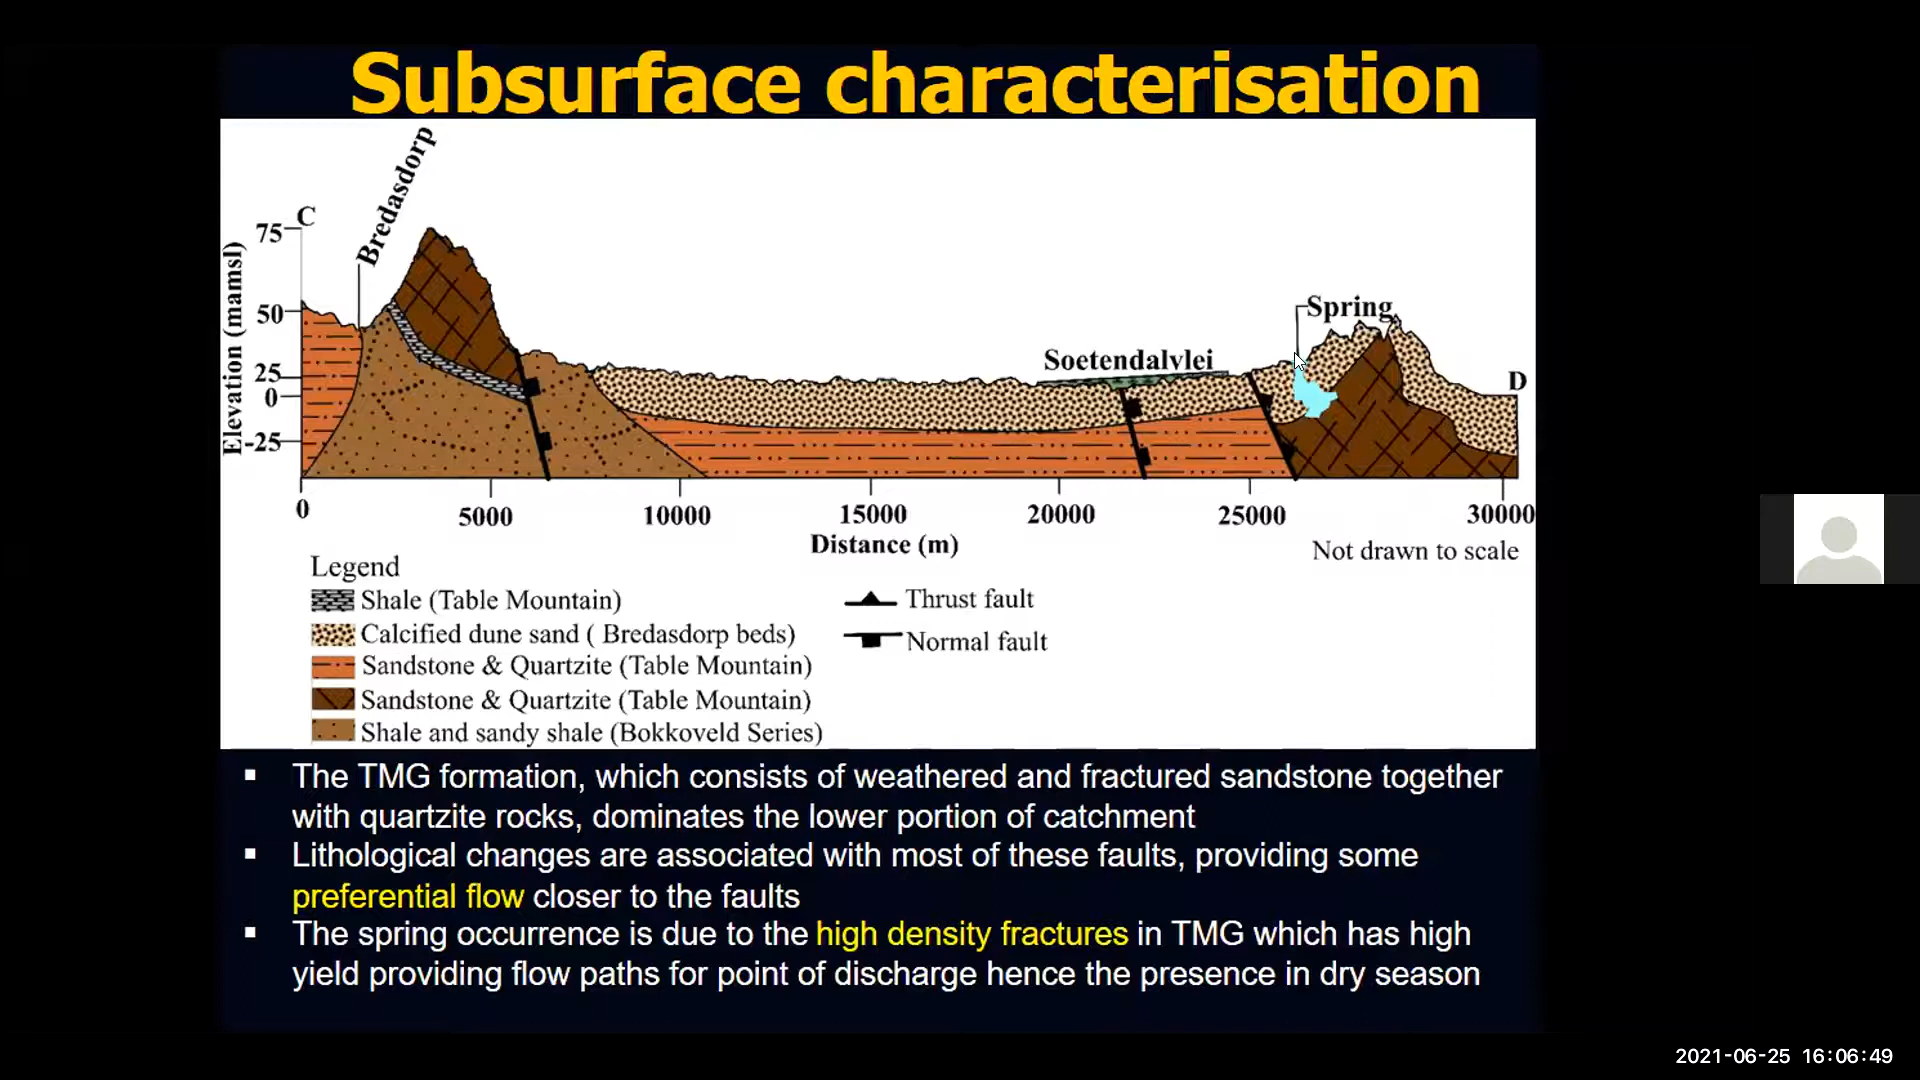 Subsurface characterisation
Bredasdorp
C
75
50
25
0
-25
Elevation (mamsl)
Soetendalvlei
Spring
D
0 5000 10000 15000 20000 25000 30000
Distance (m)
Not drawn to scale
Legend
Shale (Table Mountain)
Calcified dune sand ( Bredasdorp beds)
Sandstone & Quartzite (Table Mountain)
Sandstone & Quartzite (Table Mountain)
Shale and sandy shale (Bokkoveld Series)
Thrust fault
Normal fault
▪ The TMG formation, which consists of weathered and fractured sandstone together
with quartzite rocks, dominates the lower portion of catchment
▪ Lithological changes are associated with most of these faults, providing some
preferential flow closer to the faults
▪ The spring occurrence is due to the high density fractures in TMG which has high
yield providing flow paths for point of discharge hence the presence in dry season
2021-06-25 16:06:49